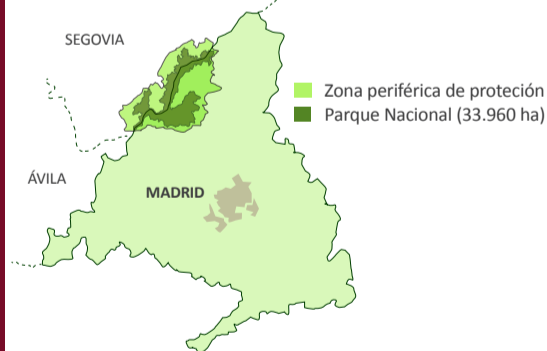 SEGOVIA
Zona periférica de proteción
Parque Nacional (33.960 ha)
ÁVILA
MADRID